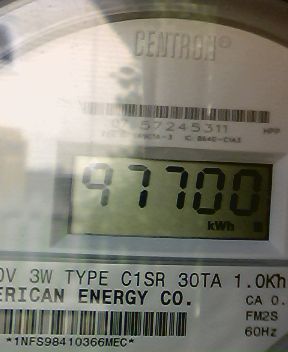 CENTRON®
57245311
HPP
97700
kWh
0V 3W TYPE C1SR 30TA 1.0Kh
ERICAN ENERGY CO.
CA 0.
FM2S
60Hz
*1NFS98410366MEC*